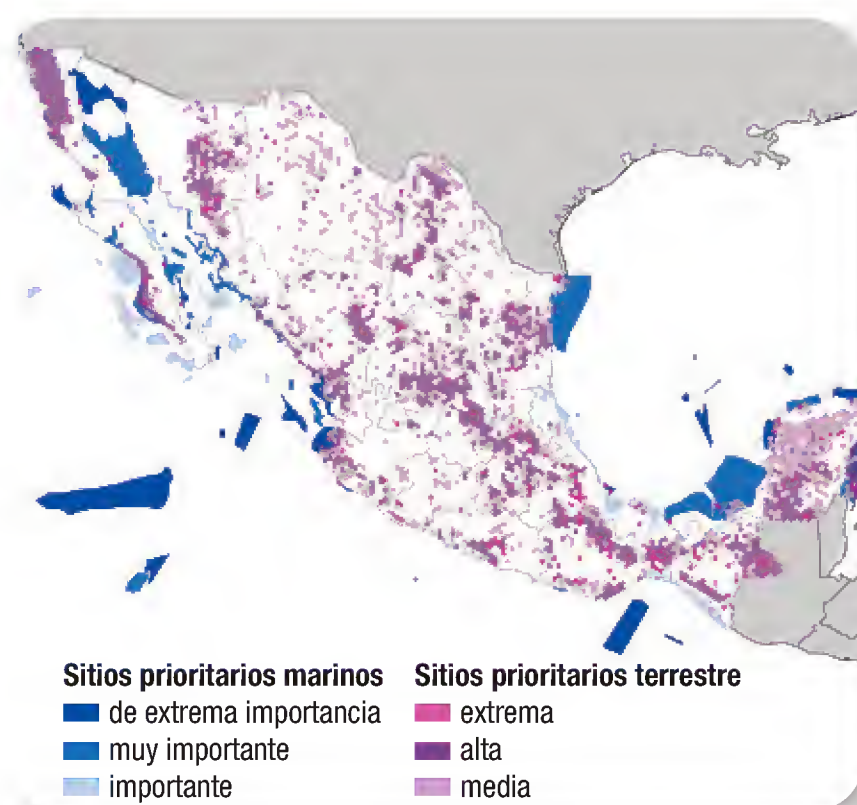 Sitios prioritarios marinos
de extrema importancia
muy importante
importante
Sitios prioritarios terrestre
extrema
alta
media